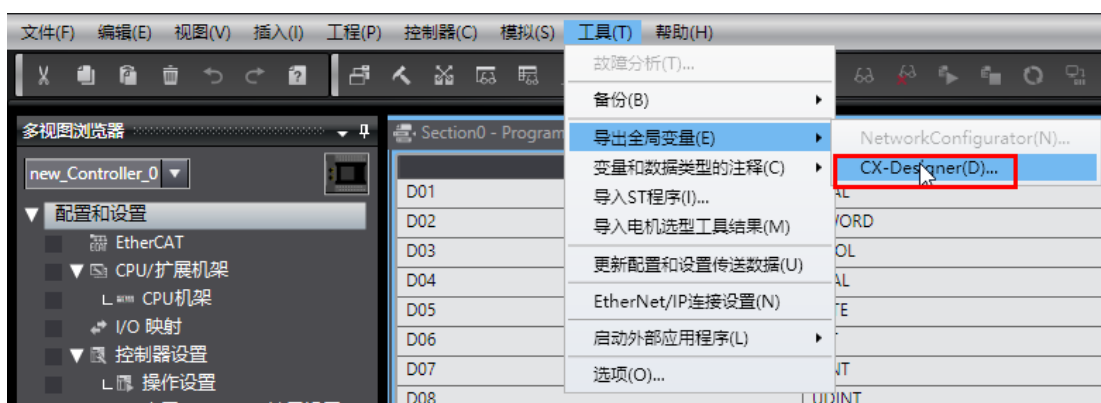 文件(F) 编辑(E) 视图(V) 插入(I) 工程(P) 控制器(C) 模拟(S) 工具(T) 帮助(H)
故障分析(T)...
备份(B)
导出全局变量(E)
NetworkConfigurator(N)...
CX-Designer(D)...
变量和数据类型的注释(C)
导入ST程序(I)...
导入电机选型工具结果(M)
更新配置和设置传送数据(U)
EtherNet/IP连接设置(N)
启动外部应用程序(L)
选项(O)...
多视图浏览器
new_Controller_0
配置和设置
EtherCAT
CPU/扩展机架
CPU机架
I/O 映射
控制器设置
操作设置
Section0 - Program
D01
D02
D03
D04
D05
D06
D07
D08
UDINT